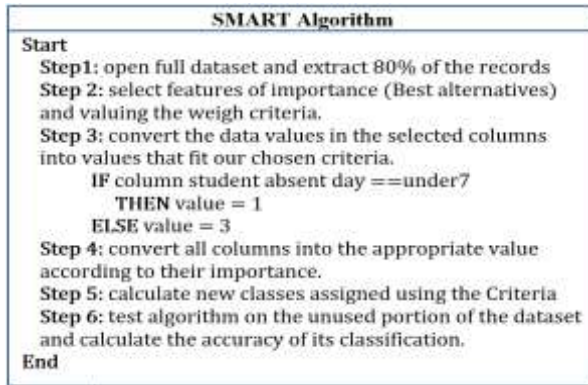 SMART Algorithm
Start
Step1: open full dataset and extract 80% of the records
Step 2: select features of importance (Best alternatives)
and valuing the weigh criteria.
Step 3: convert the data values in the selected columns
into values that fit our chosen criteria.
IF column student absent day ==under7
THEN value = 1
ELSE value = 3
Step 4: convert all columns into the appropriate value
according to their importance.
Step 5: calculate new classes assigned using the Criteria
Step 6: test algorithm on the unused portion of the dataset
and calculate the accuracy of its classification.
End